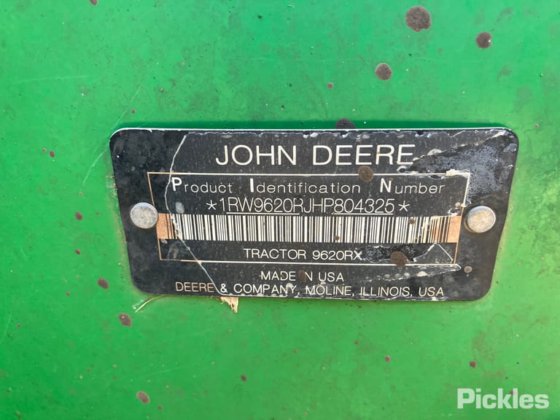 JOHN DEERE
Product Identification Number
*1RW9620RJHP804325*
TRACTOR 9620RX
MADE IN USA
DEERE & COMPANY, MOLINE, ILLINOIS, USA
Pickles